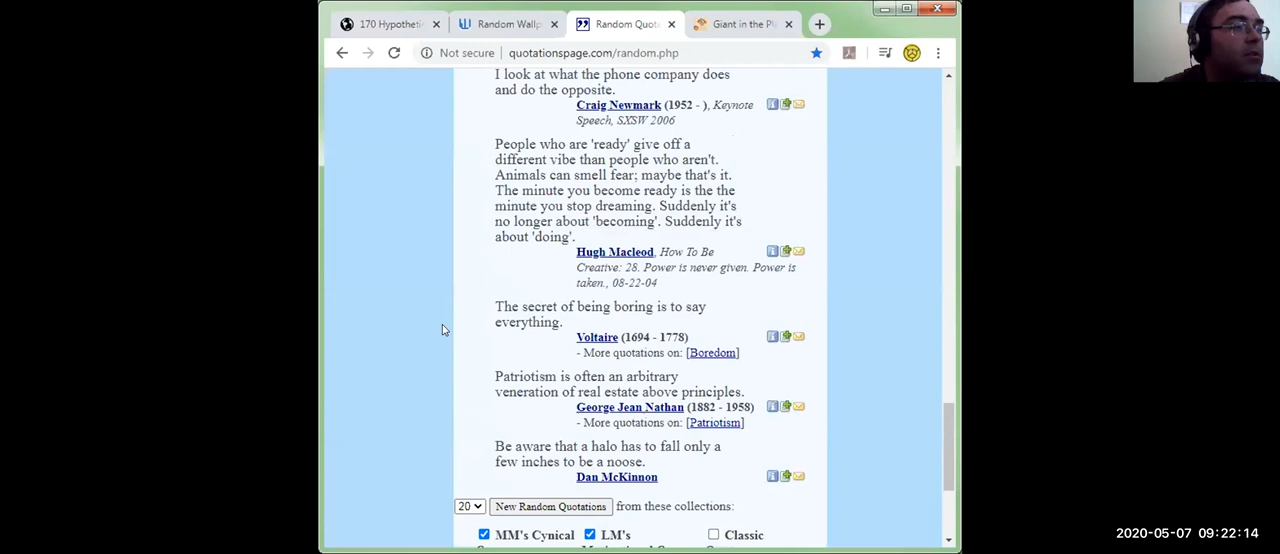 170 Hypotheti
Random Wallp
Random Quot
Giant in the Pl
Not secure
quotationspage.com/random.php
I look at what the phone company does
and do the opposite.
Craig Newmark (1952 - ), Keynote
Speech, SXSW 2006
People who are 'ready' give off a
different vibe than people who aren't.
Animals can smell fear; maybe that's it.
The minute you become ready is the the
minute you stop dreaming. Suddenly it's
no longer about 'becoming'. Suddenly it's
about 'doing'.
Hugh Macleod, How To Be
Creative: 28. Power is never given. Power is
taken., 08-22-04
The secret of being boring is to say
everything.
Voltaire (1694 - 1778)
- More quotations on: [Boredom]
Patriotism is often an arbitrary
veneration of real estate above principles.
George Jean Nathan (1882 - 1958)
- More quotations on: [Patriotism]
Be aware that a halo has to fall only a
few inches to be a noose.
Dan McKinnon
20 New Random Quotations from these collections:
MM's Cynical LM's Classic
2020-05-07 09:22:14